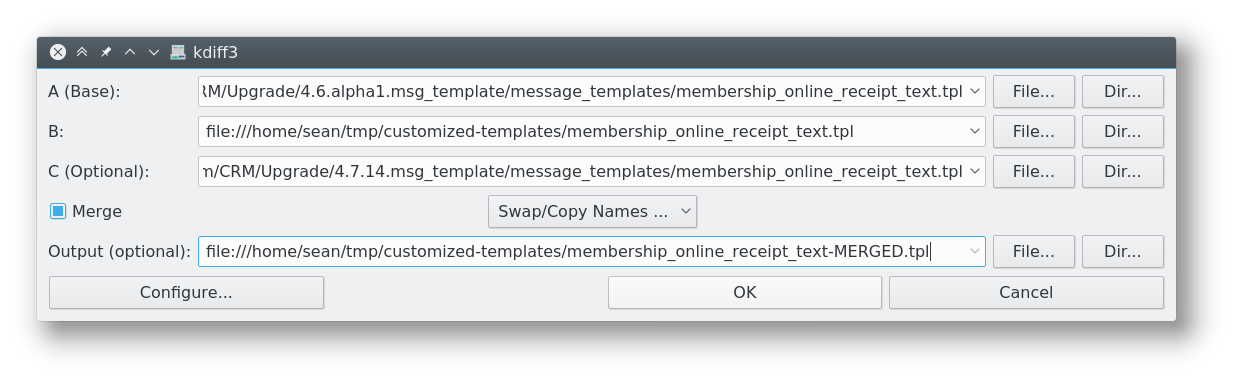 kdiff3
A (Base): RM/Upgrade/4.6.alpha1.msg_template/message_templates/membership_online_receipt_text.tpl File... Dir...
B: file:///home/sean/tmp/customized-templates/membership_online_receipt_text.tpl File... Dir...
C (Optional): m/CRM/Upgrade/4.7.14.msg_template/message_templates/membership_online_receipt_text.tpl File... Dir...
Merge Swap/Copy Names ...
Output (optional): file:///home/sean/tmp/customized-templates/membership_online_receipt_text-MERGED.tpl File... Dir...
Configure... OK Cancel